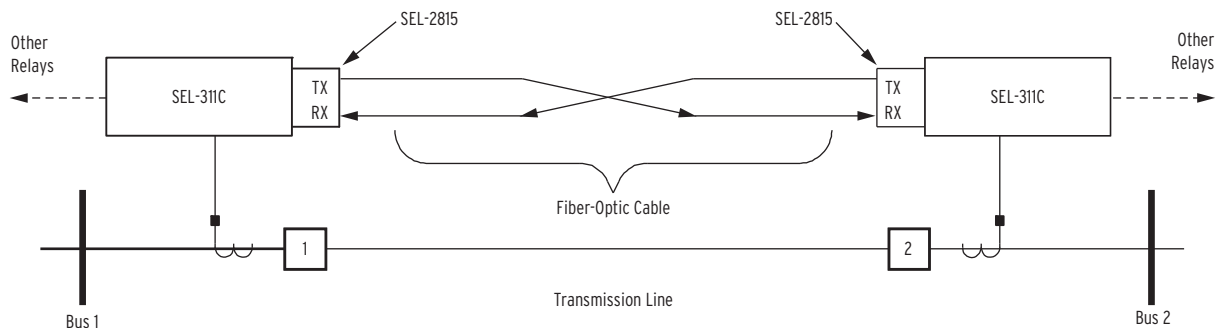 SEL-2815
SEL-2815
Other
Relays
Other
Relays
SEL-311C
TX
RX
TX
RX
SEL-311C
Fiber-Optic Cable
1
2
Transmission Line
Bus 1
Bus 2